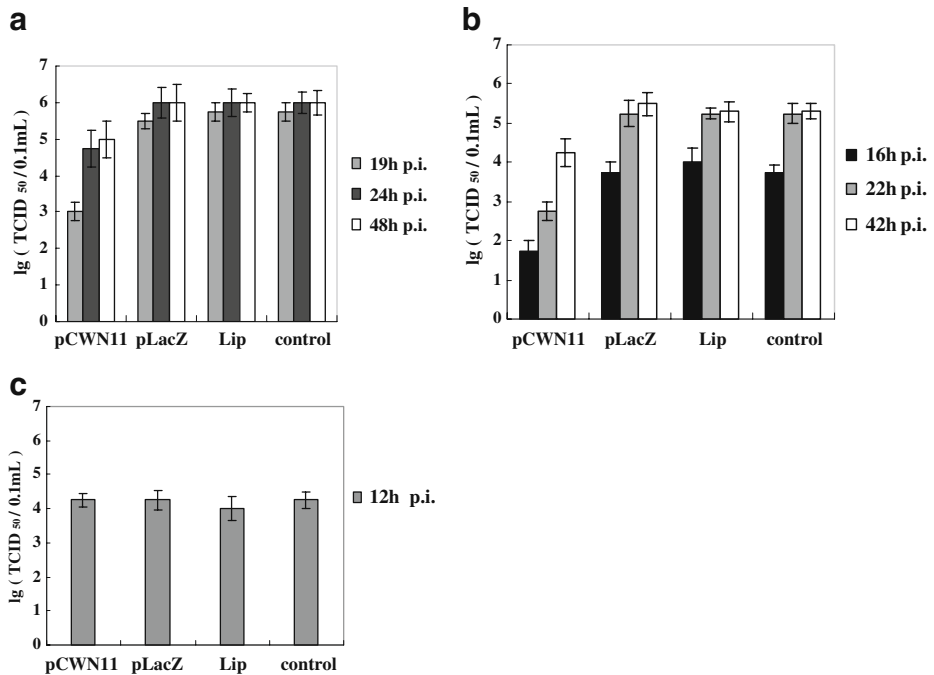 a
lg ( TCID 50 / 0.1mL )
7
6
5
4
3
2
1
0
pCWN11 pLacZ Lip control
19h p.i.
24h p.i.
48h p.i.
b
lg ( TCID 50 / 0.1mL )
7
6
5
4
3
2
1
0
pCWN11 pLacZ Lip control
16h p.i.
22h p.i.
42h p.i.
c
lg ( TCID 50 / 0.1mL )
7
6
5
4
3
2
1
0
pCWN11 pLacZ Lip control
12h p.i.